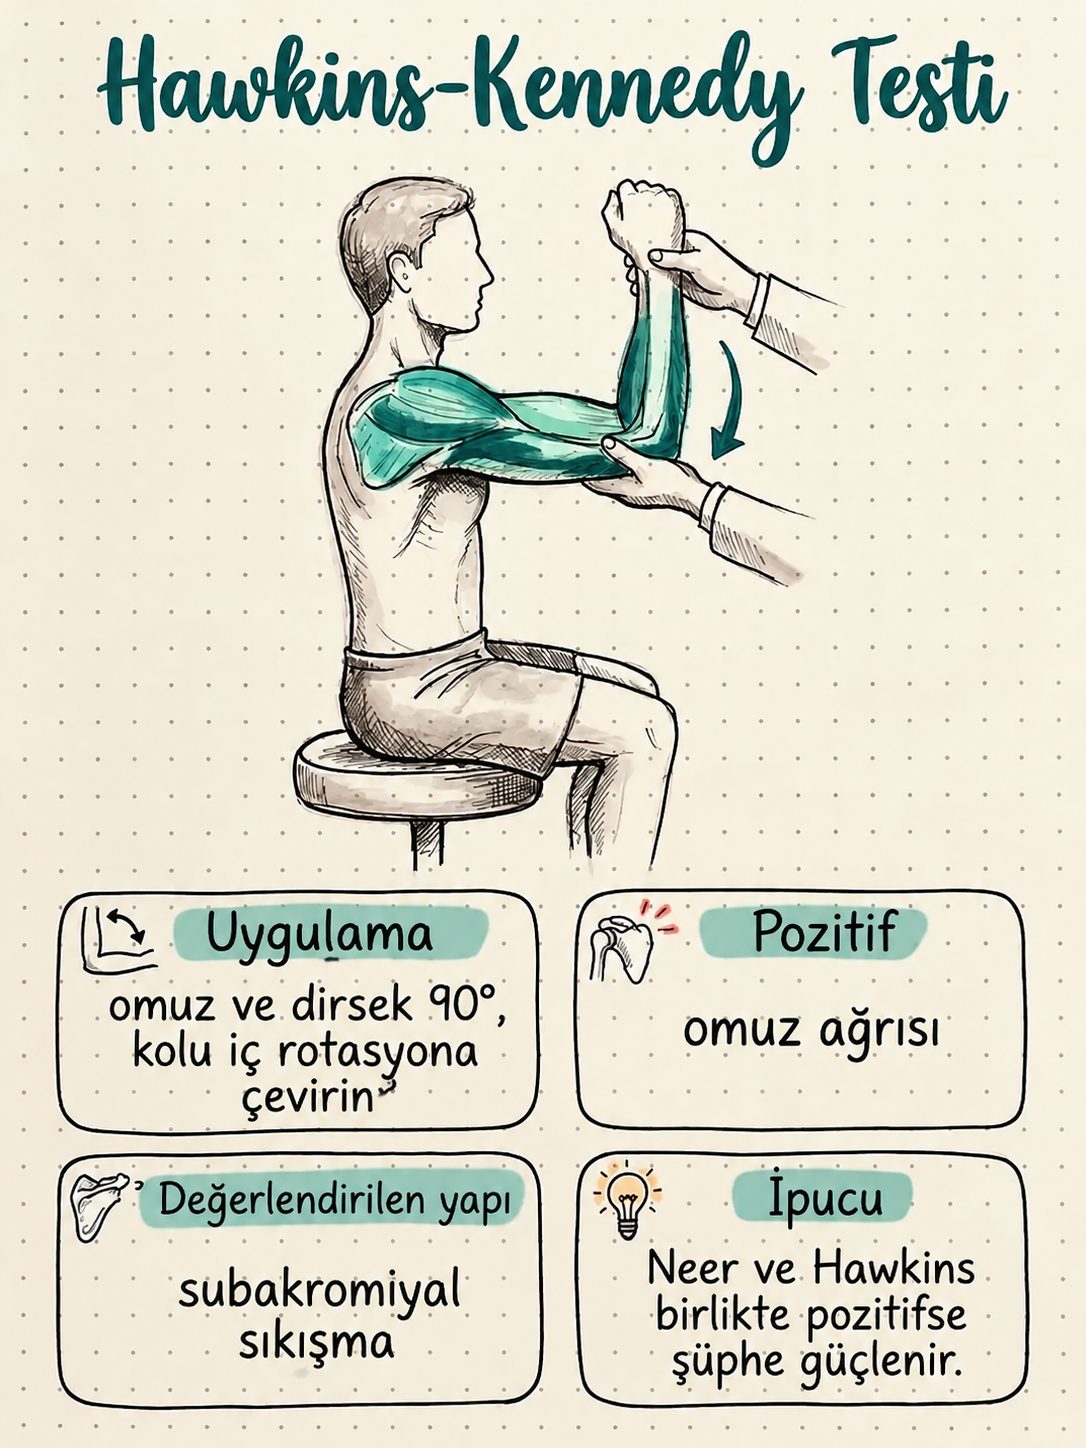 Hawkins-Kennedy Testi
Uygulama
omuz ve dirsek 90°,
kolu iç rotasyona
çevirin
Pozitif
omuz ağrısı
Değerlendirilen yapı
subakromiyal
sıkışma
İpucu
Neer ve Hawkins
birlikte pozitifse
şüphe güçlenir.